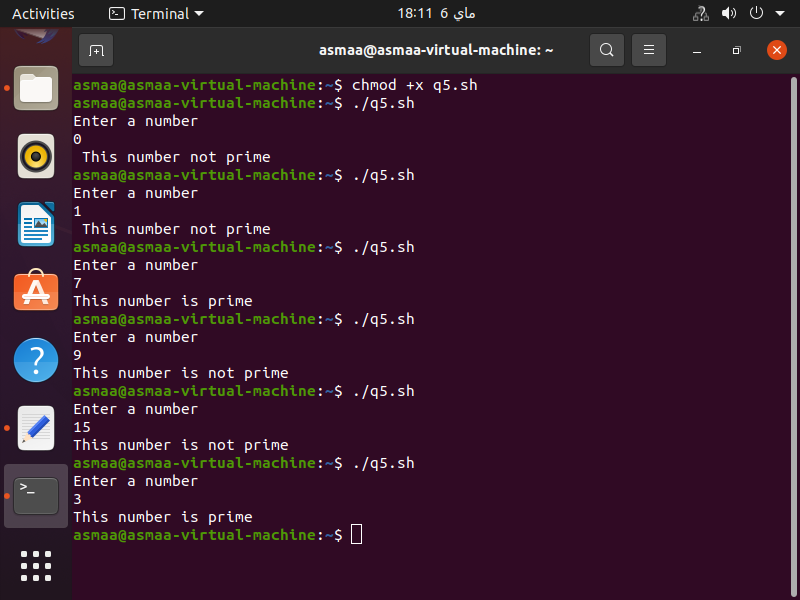 Activities
Terminal
18:11 6 ماي
asmaa@asmaa-virtual-machine: ~
asmaa@asmaa-virtual-machine:~$ chmod +x q5.sh
asmaa@asmaa-virtual-machine:~$ ./q5.sh
Enter a number
0
 This number not prime
asmaa@asmaa-virtual-machine:~$ ./q5.sh
Enter a number
1
 This number not prime
asmaa@asmaa-virtual-machine:~$ ./q5.sh
Enter a number
7
This number is prime
asmaa@asmaa-virtual-machine:~$ ./q5.sh
Enter a number
9
This number is not prime
asmaa@asmaa-virtual-machine:~$ ./q5.sh
Enter a number
15
This number is not prime
asmaa@asmaa-virtual-machine:~$ ./q5.sh
Enter a number
3
This number is prime
asmaa@asmaa-virtual-machine:~$